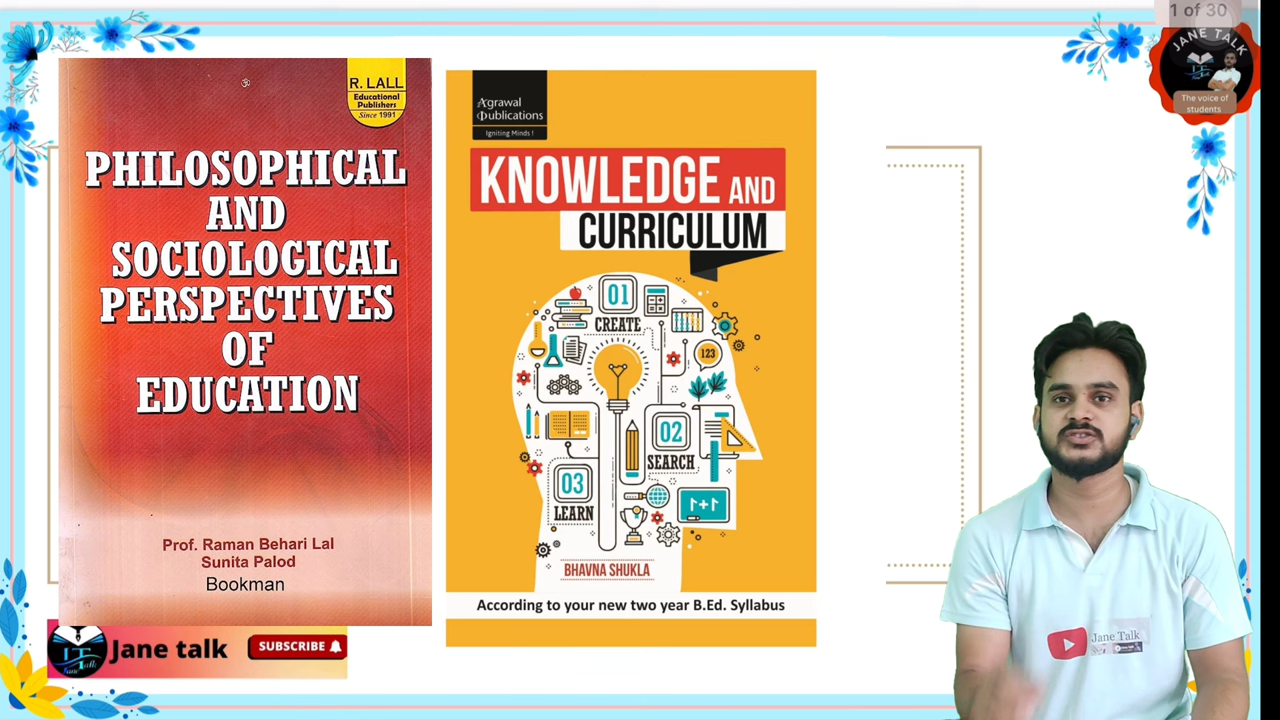 1 of 30
JANE TALK
The voice of
students
R. LALL
Educational
Publishers
Since 1991
PHILOSOPHICAL
AND
SOCIOLOGICAL
PERSPECTIVES
OF
EDUCATION
Prof. Raman Behari Lal
Sunita Palod
Bookman
Agrawal
Publications
Igniting Minds !
KNOWLEDGE AND
CURRICULUM
01
CREATE
123
02
SEARCH
03
LEARN
1+1
BHAVNA SHUKLA
According to your new two year B.Ed. Syllabus
Jane talk
SUBSCRIBE
Jane Talk